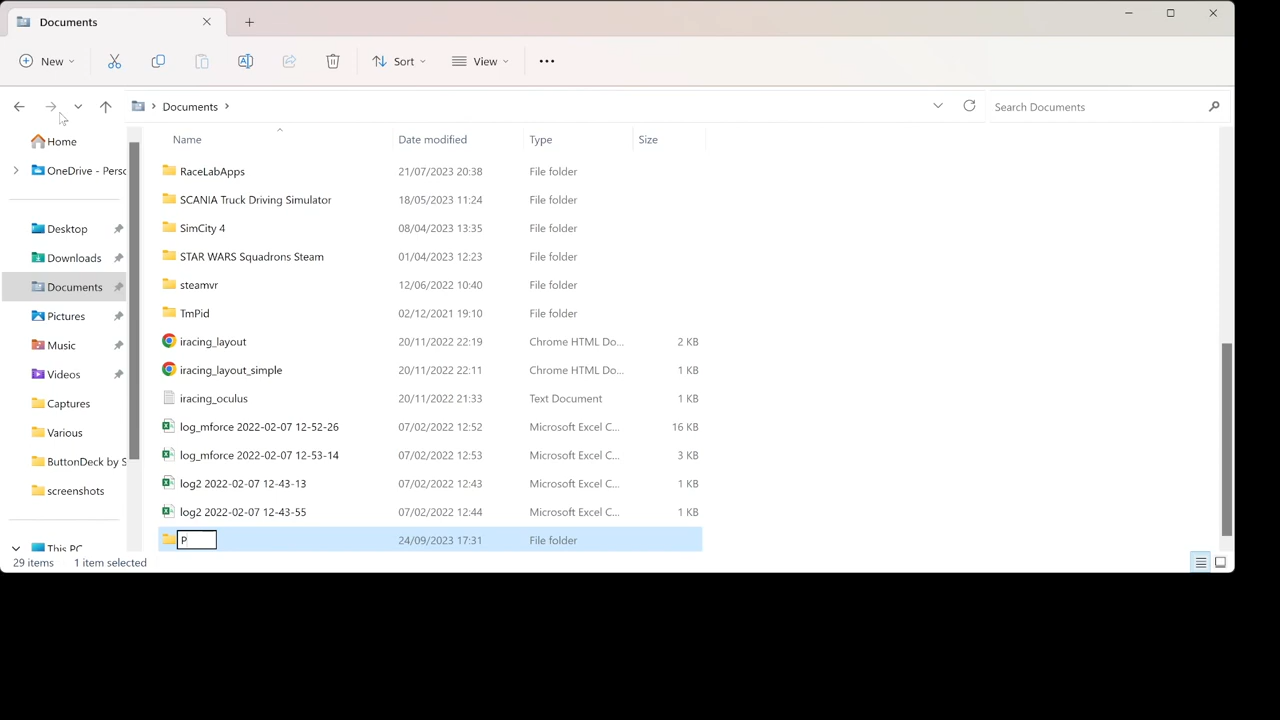 Documents
New
Sort
View
Documents
Search Documents
Home
OneDrive - Perso
Desktop
Downloads
Documents
Pictures
Music
Videos
Captures
Various
ButtonDeck by S
screenshots
This PC
Name Date modified Type Size
RaceLabApps 21/07/2023 20:38 File folder
SCANIA Truck Driving Simulator 18/05/2023 11:24 File folder
SimCity 4 08/04/2023 13:35 File folder
STAR WARS Squadrons Steam 01/04/2023 12:23 File folder
steamvr 12/06/2022 10:40 File folder
TmPid 02/12/2021 19:10 File folder
iracing_layout 20/11/2022 22:19 Chrome HTML Do... 2 KB
iracing_layout_simple 20/11/2022 22:11 Chrome HTML Do... 1 KB
iracing_oculus 20/11/2022 21:33 Text Document 1 KB
log_mforce 2022-02-07 12-52-26 07/02/2022 12:52 Microsoft Excel C... 16 KB
log_mforce 2022-02-07 12-53-14 07/02/2022 12:53 Microsoft Excel C... 3 KB
log2 2022-02-07 12-43-13 07/02/2022 12:43 Microsoft Excel C... 1 KB
log2 2022-02-07 12-43-55 07/02/2022 12:44 Microsoft Excel C... 1 KB
P 24/09/2023 17:31 File folder
29 items 1 item selected